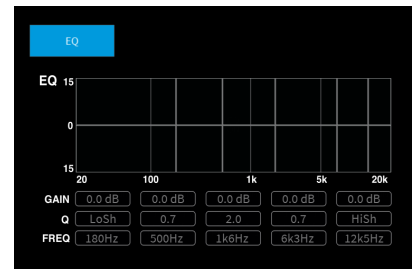 EQ
EQ 15
0
15
20 100 1k 5k 20k
GAIN 0.0 dB 0.0 dB 0.0 dB 0.0 dB 0.0 dB
Q LoSh 0.7 2.0 0.7 HiSh
FREQ 180Hz 500Hz 1k6Hz 6k3Hz 12k5Hz